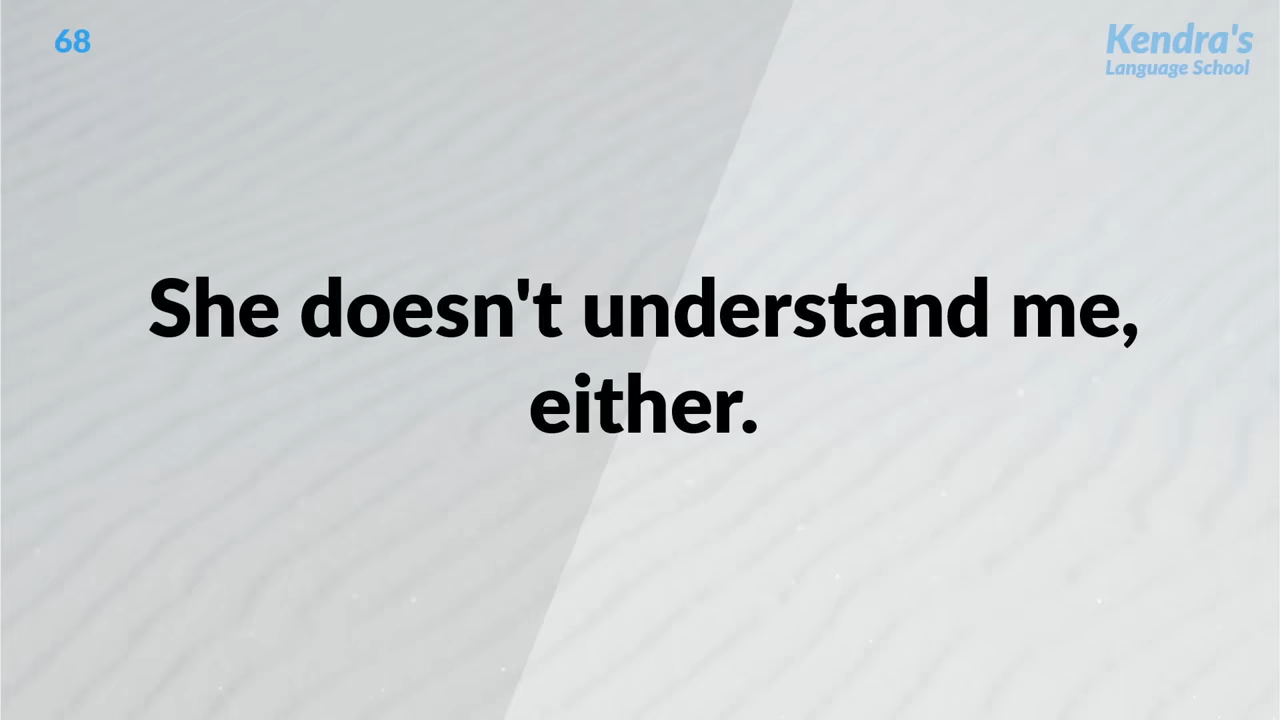 68
Kendra's
Language School
She doesn't understand me,
either.